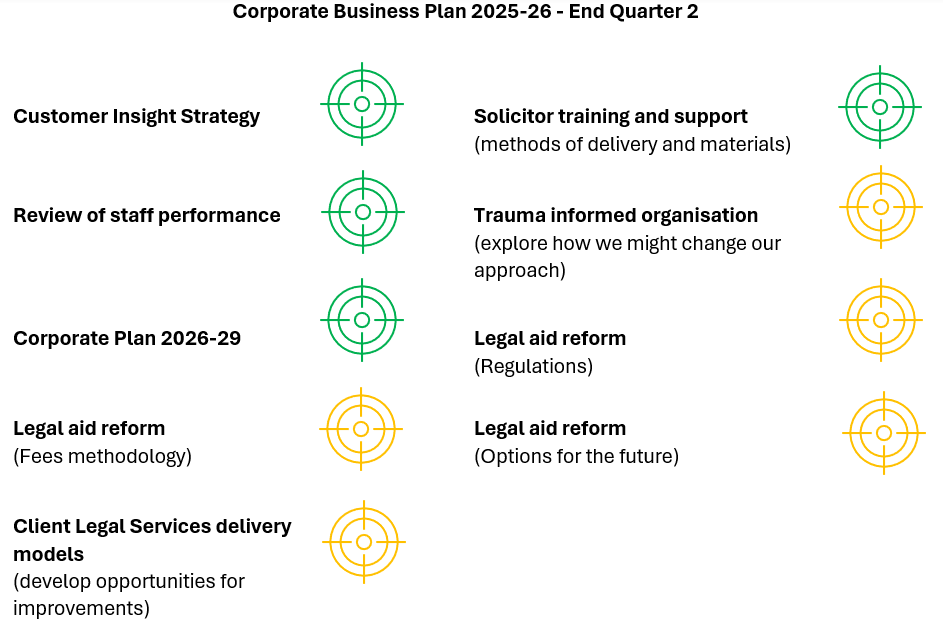 Corporate Business Plan 2025-26 - End Quarter 2
Customer Insight Strategy
Review of staff performance
Corporate Plan 2026-29
Legal aid reform
(Fees methodology)
Client Legal Services delivery
models
(develop opportunities for
improvements)
Solicitor training and support
(methods of delivery and materials)
Trauma informed organisation
(explore how we might change our
approach)
Legal aid reform
(Regulations)
Legal aid reform
(Options for the future)